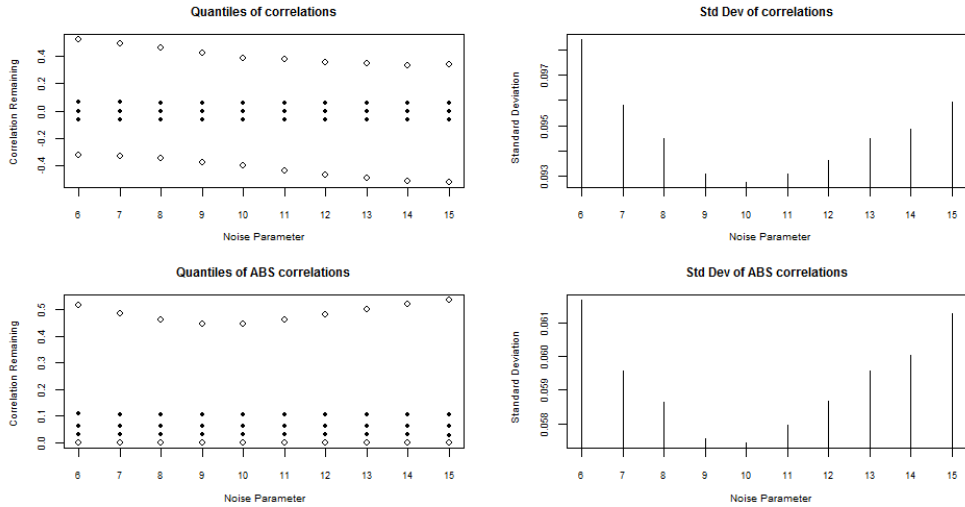 Quantiles of correlations
Correlation Remaining
0.4
0.2
0.0
-0.2
-0.4
6 7 8 9 10 11 12 13 14 15
Noise Parameter
Std Dev of correlations
Standard Deviation
0.097
0.095
0.093
6 7 8 9 10 11 12 13 14 15
Noise Parameter
Quantiles of ABS correlations
Correlation Remaining
0.5
0.4
0.3
0.2
0.1
0.0
6 7 8 9 10 11 12 13 14 15
Noise Parameter
Std Dev of ABS correlations
Standard Deviation
0.061
0.060
0.059
0.058
6 7 8 9 10 11 12 13 14 15
Noise Parameter